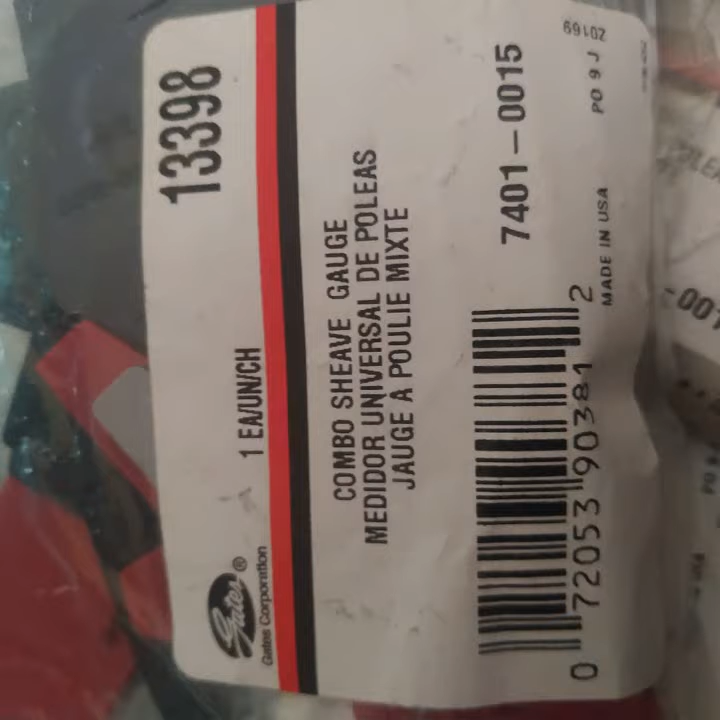 13398
1 EA/UN/CH
Gates®
Gates Corporation
COMBO SHEAVE GAUGE
MEDIDOR UNIVERSAL DE POLEAS
JAUGE A POULIE MIXTE
7401-0015
0 72053 90381 2
MADE IN USA
PO 9 J
20169
-001